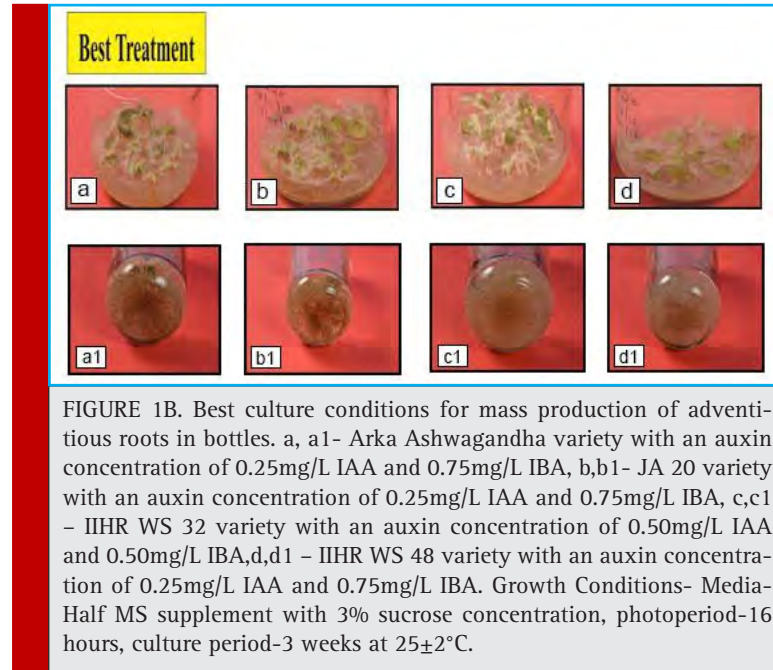 Best Treatment
a
b
c
d
a1
b1
c1
d1
FIGURE 1B. Best culture conditions for mass production of adventi-
tious roots in bottles. a, a1- Arka Ashwagandha variety with an auxin
concentration of 0.25mg/L IAA and 0.75mg/L IBA, b,b1- JA 20 variety
with an auxin concentration of 0.25mg/L IAA and 0.75mg/L IBA, c,c1
– IIHR WS 32 variety with an auxin concentration of 0.50mg/L IAA
and 0.50mg/L IBA,d,d1 – IIHR WS 48 variety with an auxin concentra-
tion of 0.25mg/L IAA and 0.75mg/L IBA. Growth Conditions- Media-
Half MS supplement with 3% sucrose concentration, photoperiod-16
hours, culture period-3 weeks at 25±2°C.